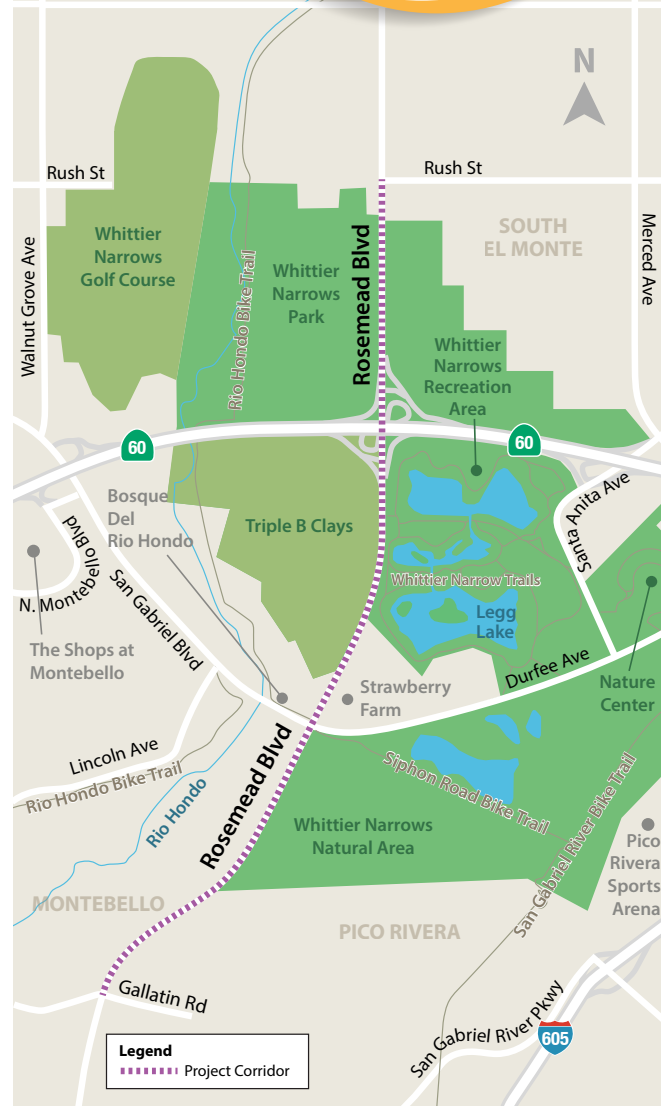 N
Rush St
Rush St
Walnut Grove Ave
Whittier
Narrows
Golf Course
Rio Hondo Bike Trail
Whittier
Narrows
Park
Rosemead Blvd
SOUTH
EL MONTE
Merced Ave
Whittier
Narrows
Recreation
Area
60
60
Bosque
Del
Rio Hondo
Triple B Clays
Santa Anita Ave
N. Montebello Blvd
San Gabriel Blvd
Whittier Narrow Trails
Legg
Lake
The Shops at
Montebello
Durfee Ave
Nature
Center
Strawberry
Farm
Lincoln Ave
Rio Hondo Bike Trail
Rio Hondo
Rosemead Blvd
Siphon Road Bike Trail
San Gabriel River Bike Trail
Whittier Narrows
Natural Area
Pico
Rivera
Sports
Arena
MONTEBELLO
PICO RIVERA
Gallatin Rd
San Gabriel River Pkwy
605
Legend
Project Corridor